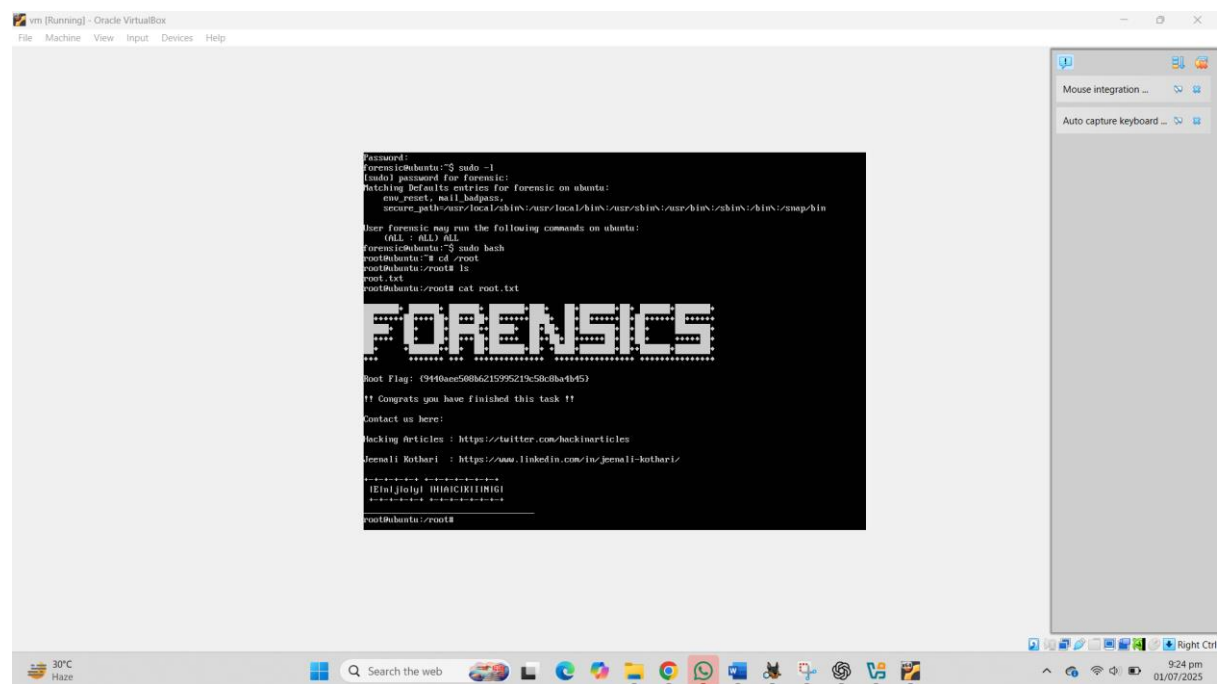 vm [Running] - Oracle VirtualBox
File Machine View Input Devices Help
Mouse integration ...
Auto capture keyboard ...
Password:
forensic@ubuntu:~$ sudo -l
[sudo] password for forensic:
Matching Defaults entries for forensic on ubuntu:
env_reset, mail_badpass,
secure_path=/usr/local/sbin\:/usr/local/bin\:/usr/sbin\:/usr/bin\:/sbin\:/bin\:/snap/bin
User forensic may run the following commands on ubuntu:
(ALL : ALL) ALL
forensic@ubuntu:~$ sudo bash
root@ubuntu:~# cd /root
root@ubuntu:/root# ls
root.txt
root@ubuntu:/root# cat root.txt
FORENSICS
Root Flag: {9440aee508b6215995219c58c8ba4b45}
!! Congrats you have finished this task !!
Contact us here:
Hacking Articles : https://twitter.com/hackinarticles
Jeenali Kothari : https://www.linkedin.com/in/jeenali-kothari/
+-+-+-+-+-+ +-+-+-+-+-+-+-+
|E|n|j|o|y| |H|A|C|K|I|N|G|
+-+-+-+-+-+ +-+-+-+-+-+-+-+
root@ubuntu:/root#
Right Ctrl
30°C
Haze
Search the web
9:24 pm
01/07/2025